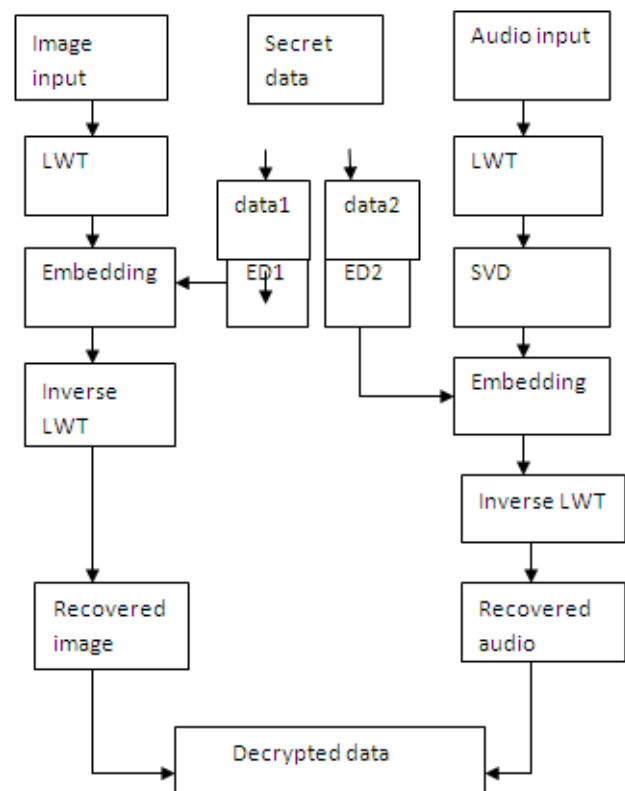 Image
input
Secret
data
Audio input
LWT
LWT
data1
data2
Embedding
ED1
ED2
SVD
Inverse
LWT
Embedding
Inverse LWT
Recovered
image
Recovered
audio
Decrypted data